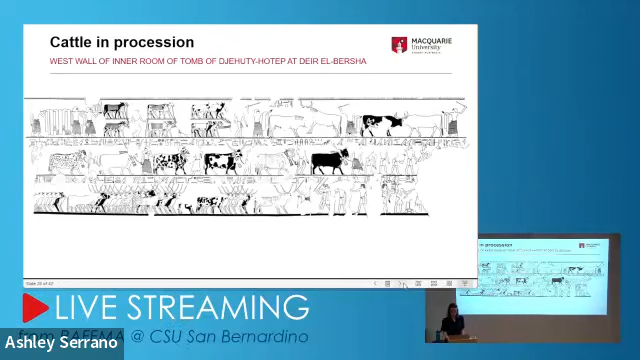 Cattle in procession
WEST WALL OF INNER ROOM OF TOMB OF DJEHUTY-HOTEP AT DEIR EL-BERSHA
MACQUARIE
University
LIVE STREAMING
from RAFFMA @ CSU San Bernardino
Ashley Serrano